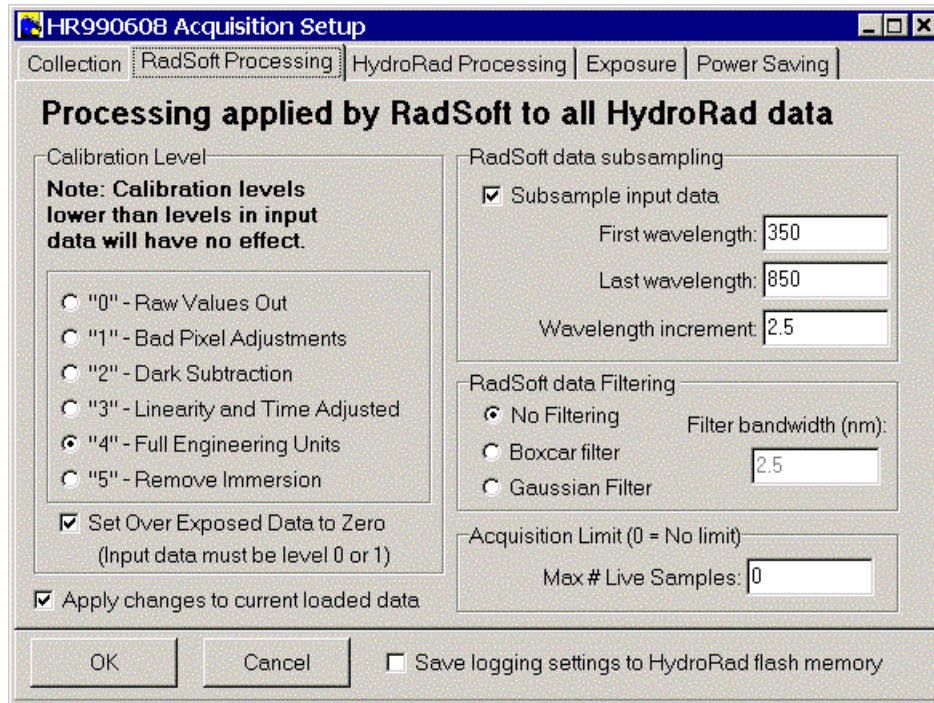 HR990608 Acquisition Setup
Collection RadSoft Processing HydroRad Processing Exposure Power Saving
Processing applied by RadSoft to all HydroRad data
Calibration Level
Note: Calibration levels
lower than levels in input
data will have no effect.
"0" - Raw Values Out
"1" - Bad Pixel Adjustments
"2" - Dark Subtraction
"3" - Linearity and Time Adjusted
"4" - Full Engineering Units
"5" - Remove Immersion
Set Over Exposed Data to Zero
(Input data must be level 0 or 1)
Apply changes to current loaded data
RadSoft data subsampling
Subsample input data
First wavelength: 350
Last wavelength: 850
Wavelength increment: 2.5
RadSoft data Filtering
No Filtering
Boxcar filter
Gaussian Filter
Filter bandwidth (nm):
2.5
Acquisition Limit (0 = No limit)
Max # Live Samples: 0
OK Cancel Save logging settings to HydroRad flash memory